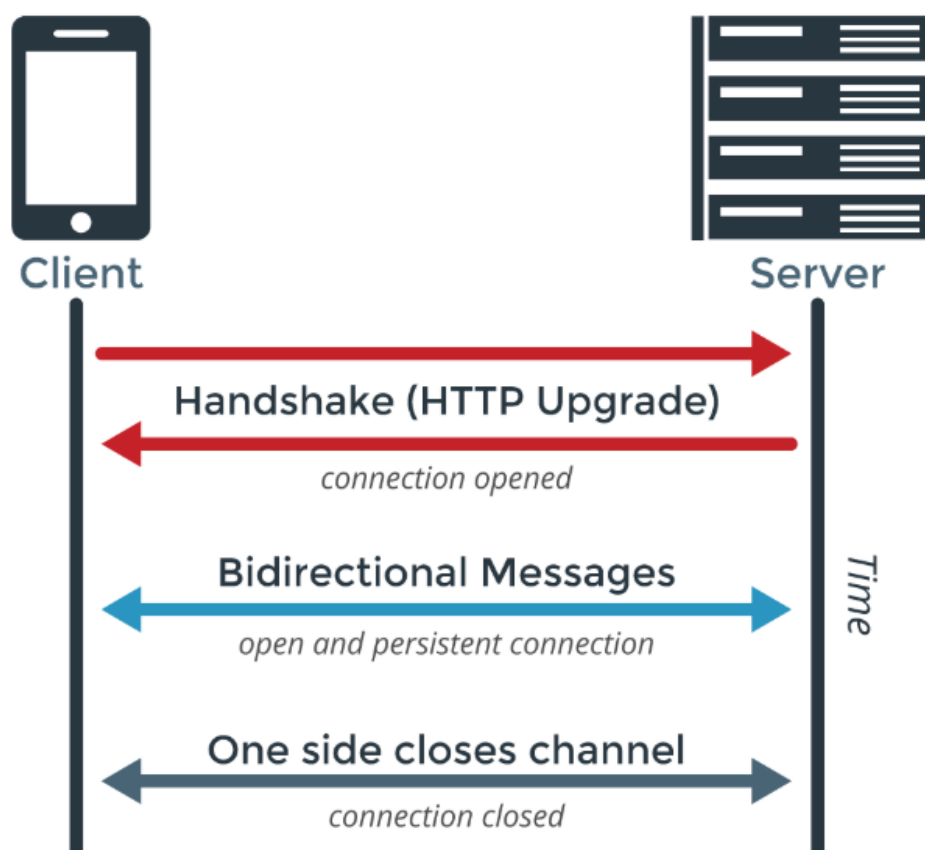 Client
Server
Handshake (HTTP Upgrade)
connection opened
Bidirectional Messages
open and persistent connection
Time
One side closes channel
connection closed